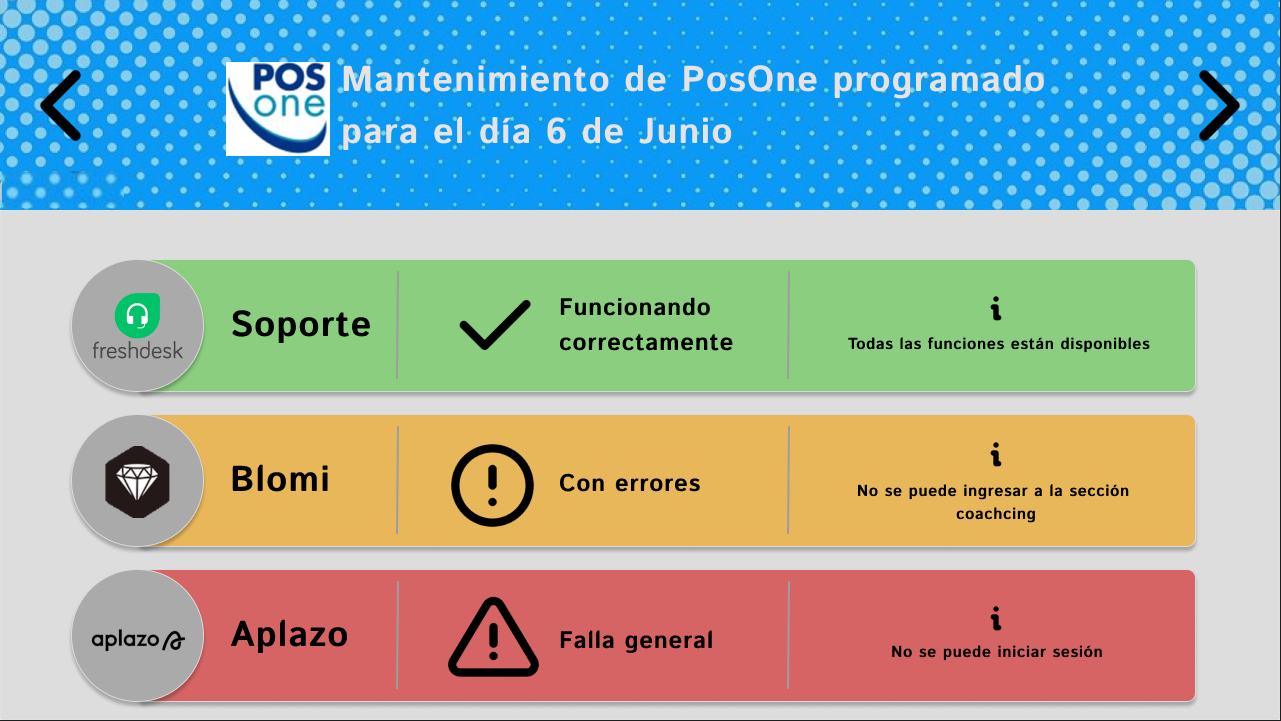 POS
one
Mantenimiento de PosOne programado
para el día 6 de Junio
freshdesk
Soporte
Funcionando
correctamente
Todas las funciones están disponibles
Blomi
Con errores
No se puede ingresar a la sección
coachcing
aplazo
Aplazo
Falla general
No se puede iniciar sesión